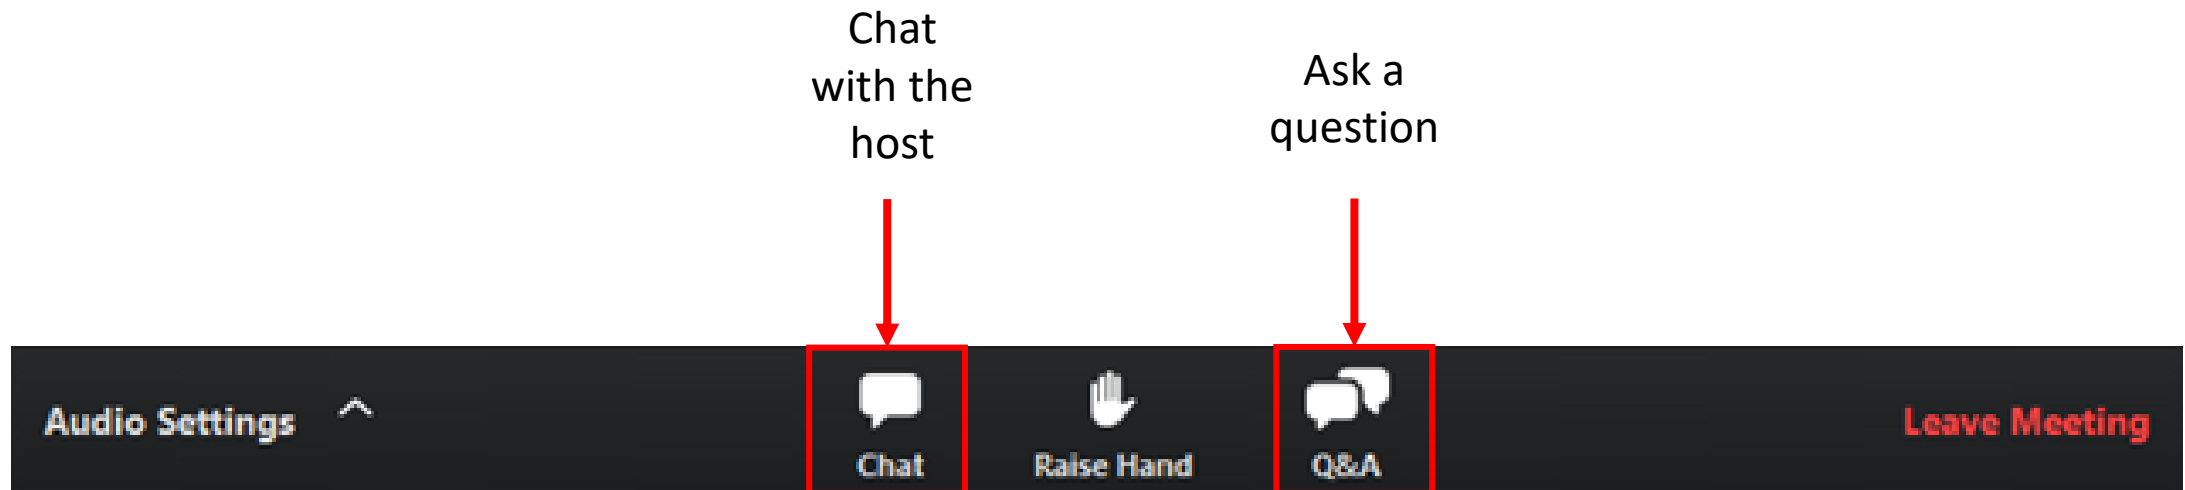 Chat
with the
host
Ask a
question
Audio Settings
Chat
Raise Hand
Q&A
Leave Meeting